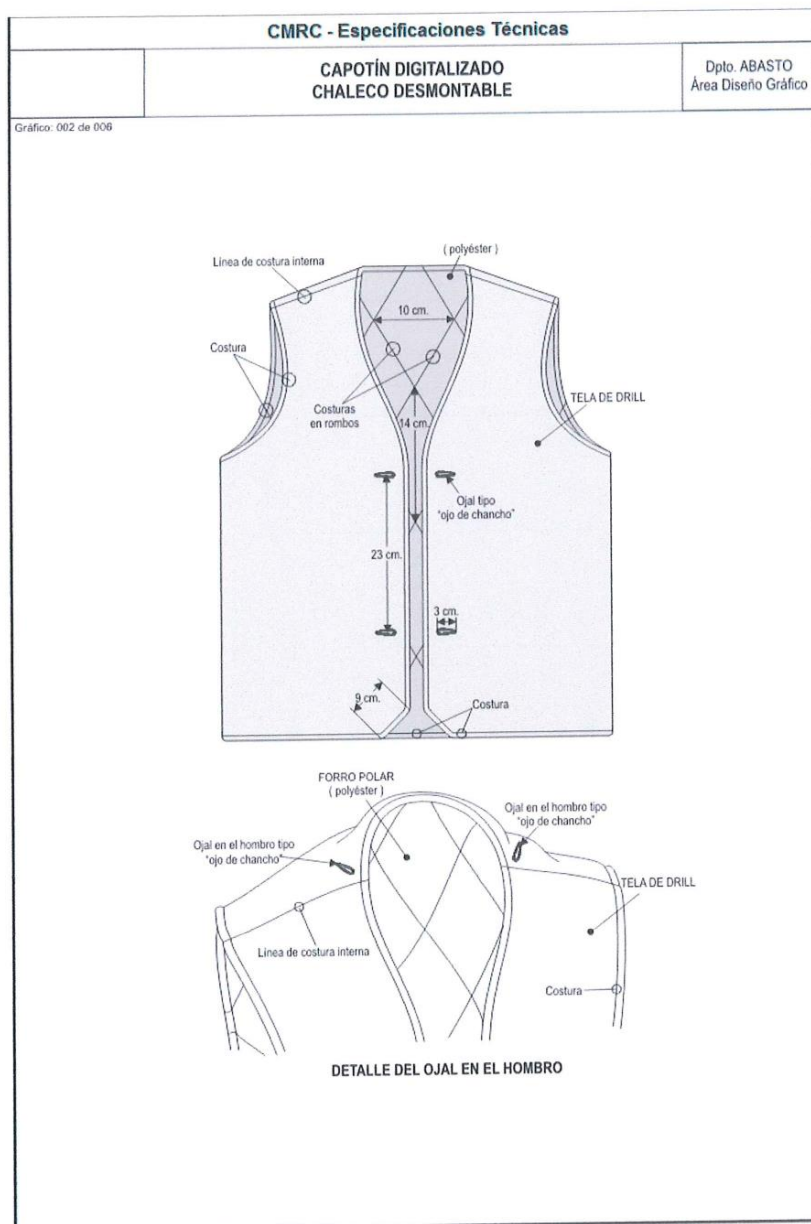 CMRC - Especificaciones Técnicas
CAPOTÍN DIGITALIZADO
CHALECO DESMONTABLE
Dpto. ABASTO
Área Diseño Gráfico
Gráfico: 002 de 006
( polyéster )
Línea de costura interna
10 cm.
Costura
Costuras
en rombos
TELA DE DRILL
14 cm.
Ojal tipo
"ojo de chancho"
23 cm.
3 cm.
9 cm.
Costura
FORRO POLAR
( polyéster )
Ojal en el hombro tipo
"ojo de chancho"
Ojal en el hombro tipo
"ojo de chancho"
TELA DE DRILL
Línea de costura interna
Costura
DETALLE DEL OJAL EN EL HOMBRO